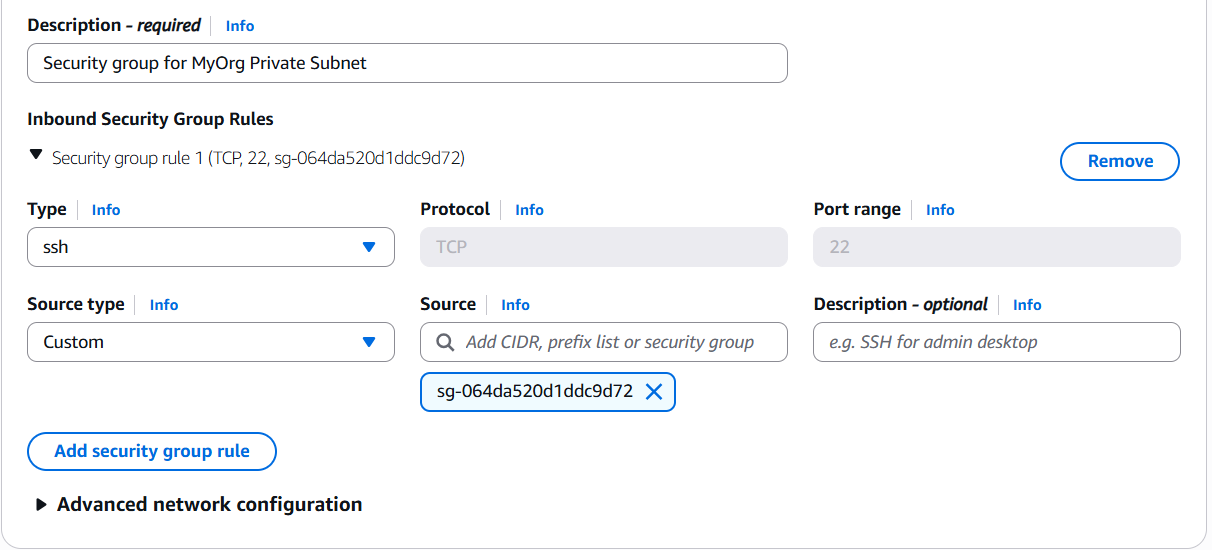 Description - required Info
Security group for MyOrg Private Subnet
Inbound Security Group Rules
Security group rule 1 (TCP, 22, sg-064da520d1ddc9d72)
Remove
Type Info Protocol Info Port range Info
ssh TCP 22
Source type Info Source Info Description - optional Info
Custom Add CIDR, prefix list or security group e.g. SSH for admin desktop
sg-064da520d1ddc9d72
Add security group rule
Advanced network configuration